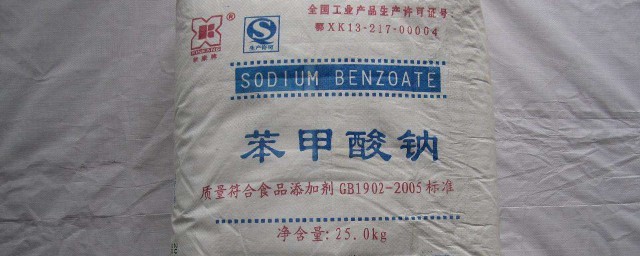 全国工业产品生产许可证号
鄂XK13-217-00004
®
QS
生产许可
SODIUM BENZOATE
苯甲酸钠
质量符合食品添加剂GB1902-2005标准
净含量:25.0kg